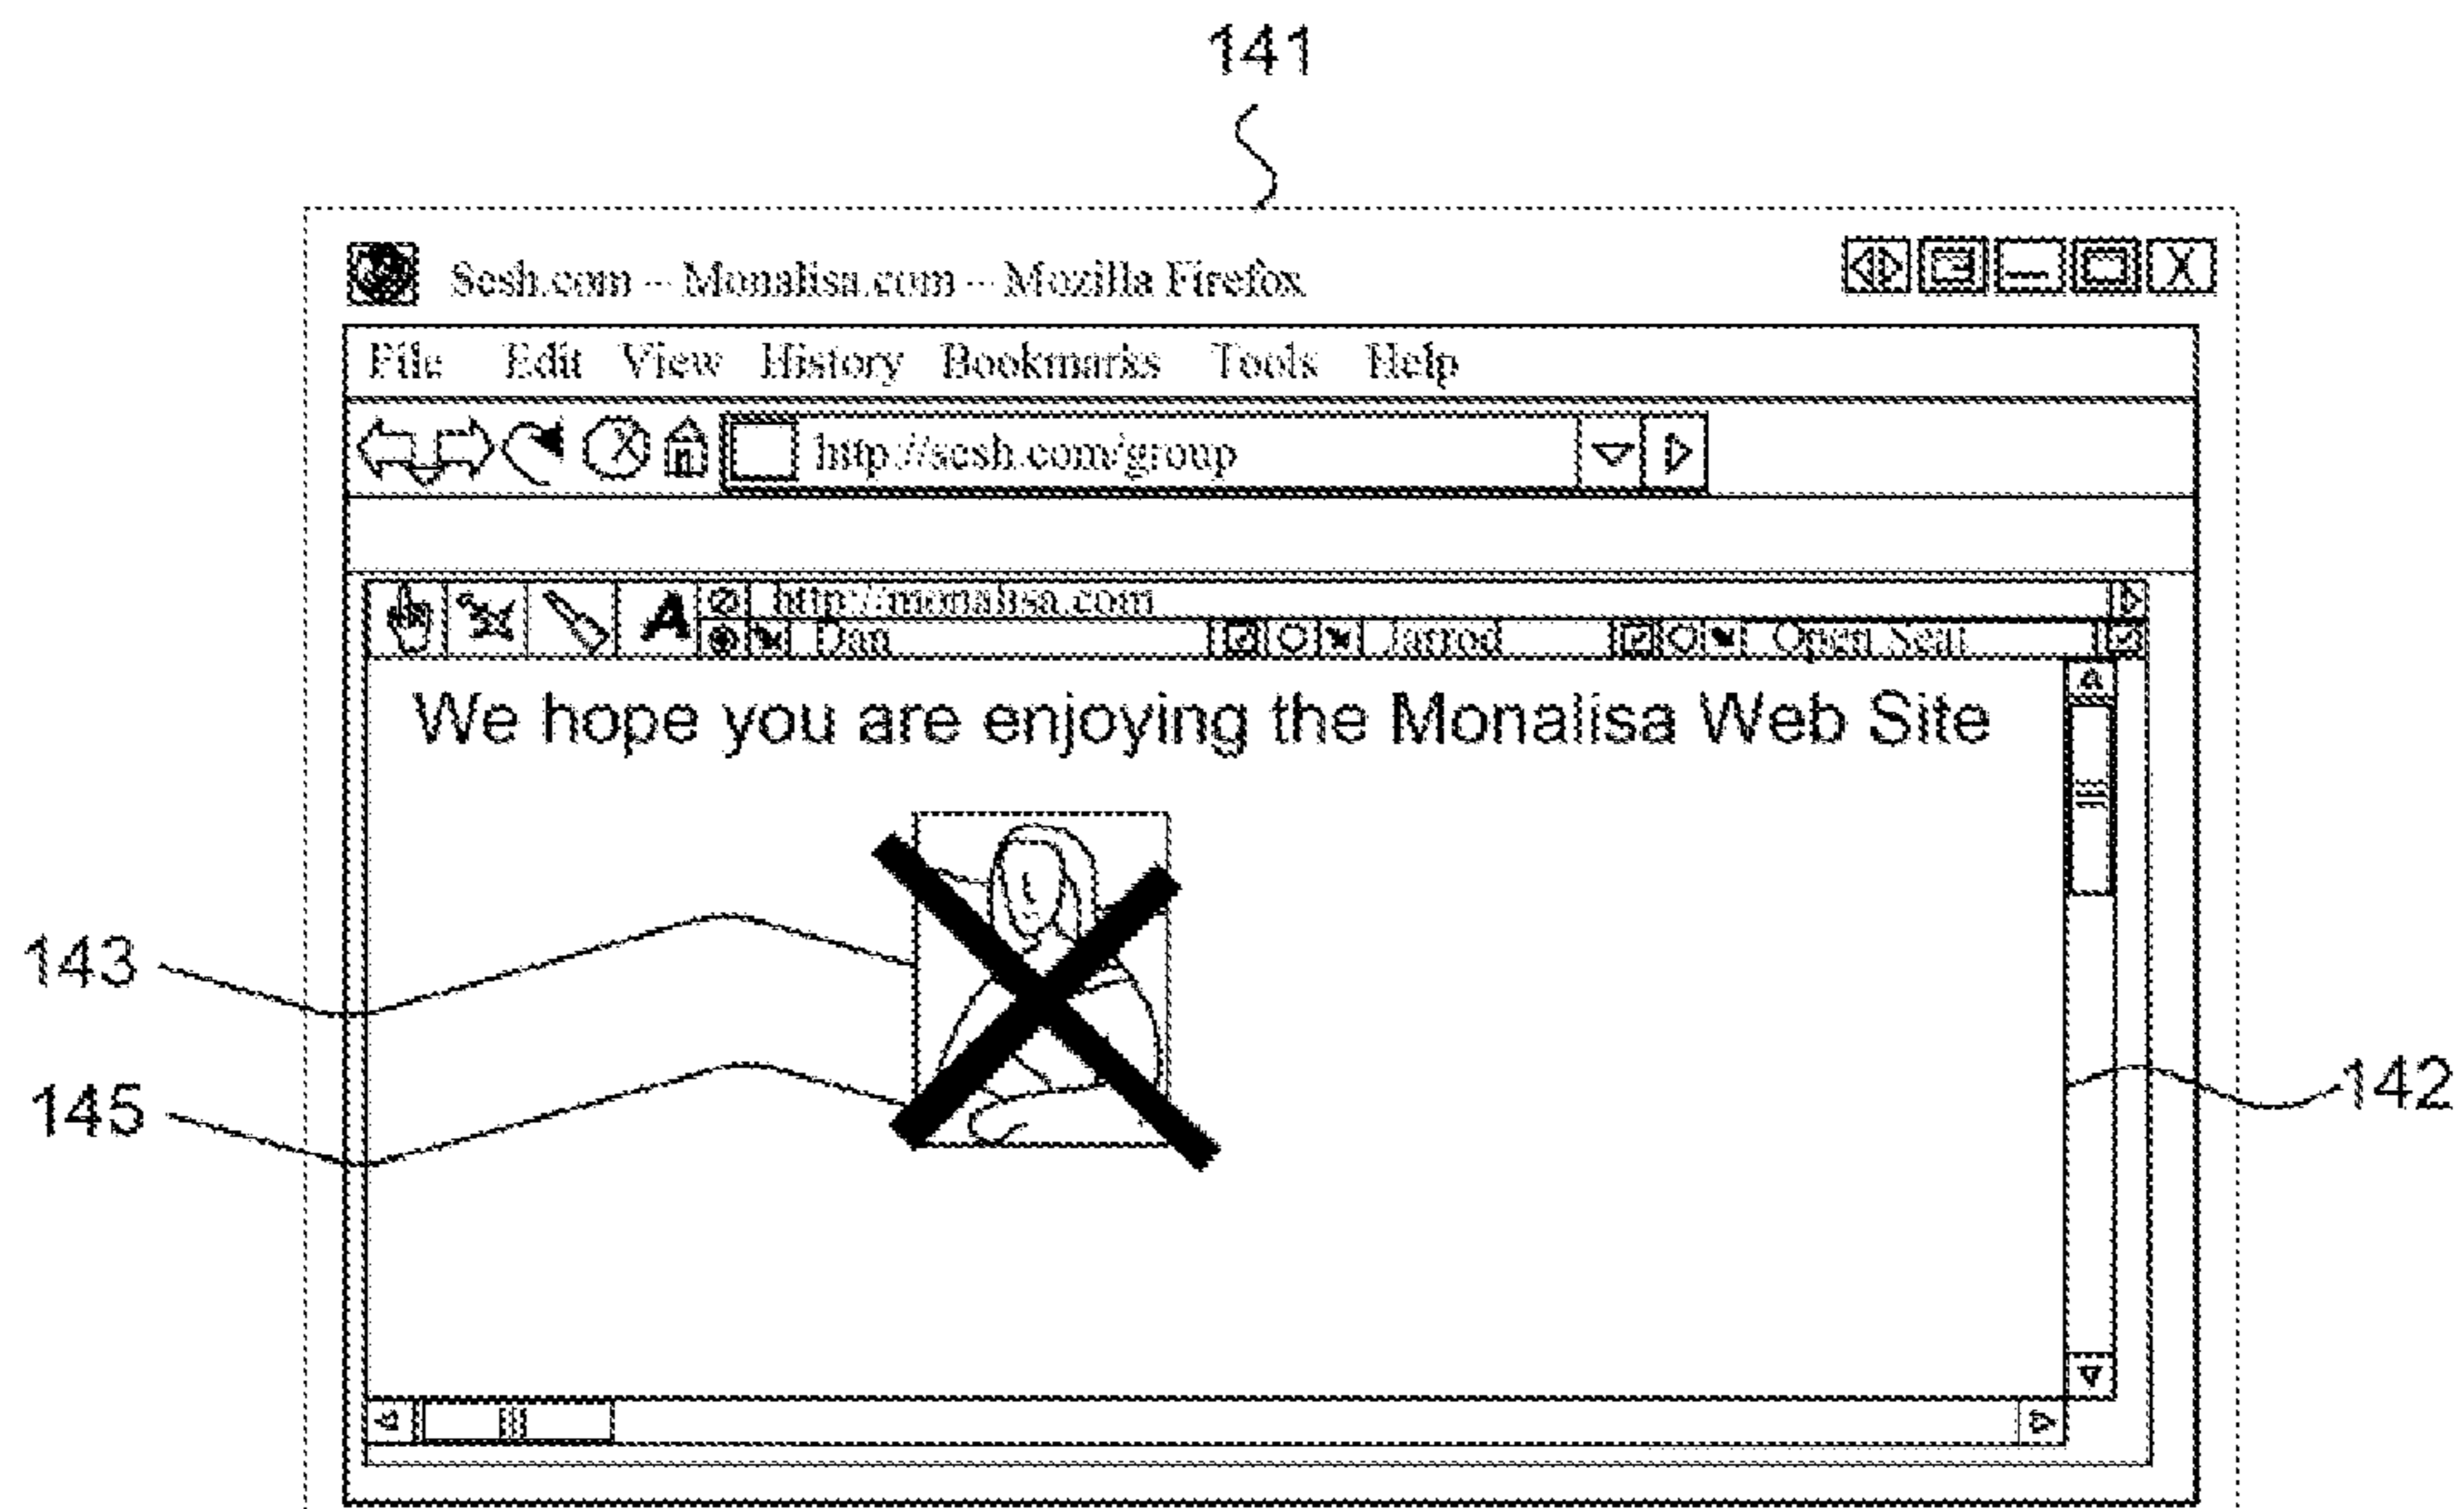 141
Sesh.com – Monalisa.com – Mozilla Firefox
File Edit View History Bookmarks Tools Help
http://sesh.com/group
A http://monalisa.com
Dan Jarrod Open Seat
We hope you are enjoying the Monalisa Web Site
143
145
142